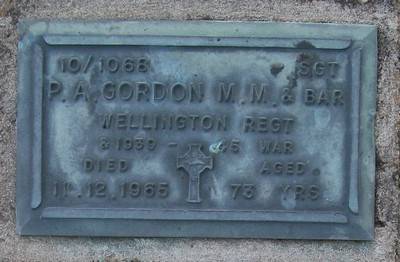 10/1068 SGT
P. A. GORDON M. M. & BAR
WELLINGTON REGT
& 1939 - 45 WAR
DIED AGED
11.12.1965 73 YRS